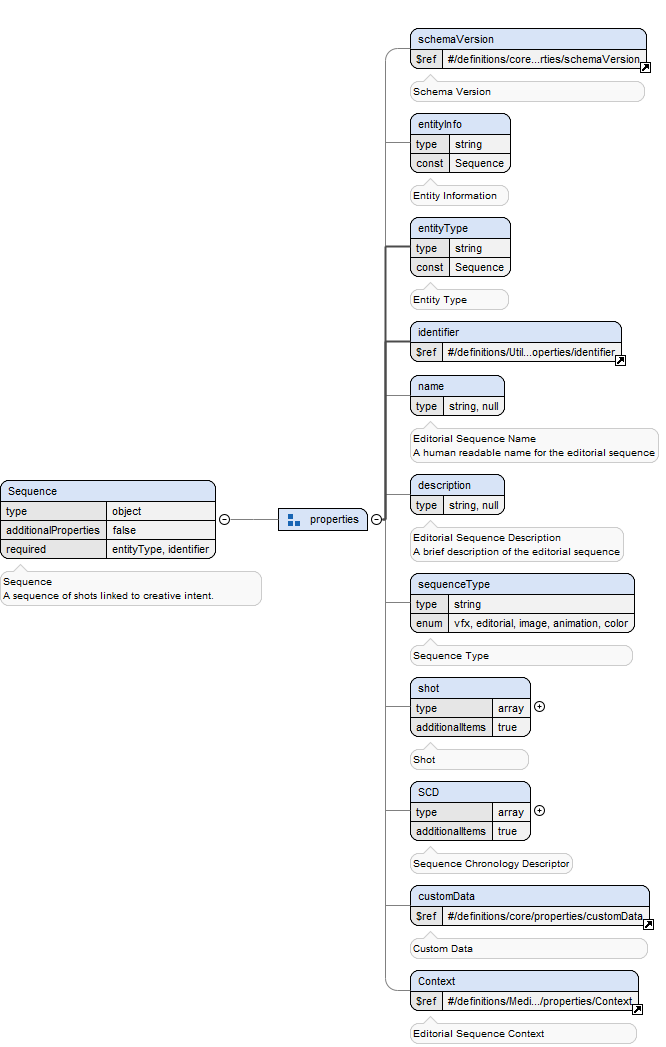 schemaVersion
$ref #/definitions/core...rties/schemaVersion
Schema Version
entityInfo
type string
const Sequence
Entity Information
entityType
type string
const Sequence
Entity Type
identifier
$ref #/definitions/Util...operties/identifier
name
type string, null
Editorial Sequence Name
A human readable name for the editorial sequence
description
type string, null
Editorial Sequence Description
A brief description of the editorial sequence
Sequence
type object
additionalProperties false
required entityType, identifier
Sequence
A sequence of shots linked to creative intent.
properties
sequenceType
type string
enum vfx, editorial, image, animation, color
Sequence Type
shot
type array
additionalItems true
Shot
SCD
type array
additionalItems true
Sequence Chronology Descriptor
customData
$ref #/definitions/core/properties/customData
Custom Data
Context
$ref #/definitions/Medi.../properties/Context
Editorial Sequence Context